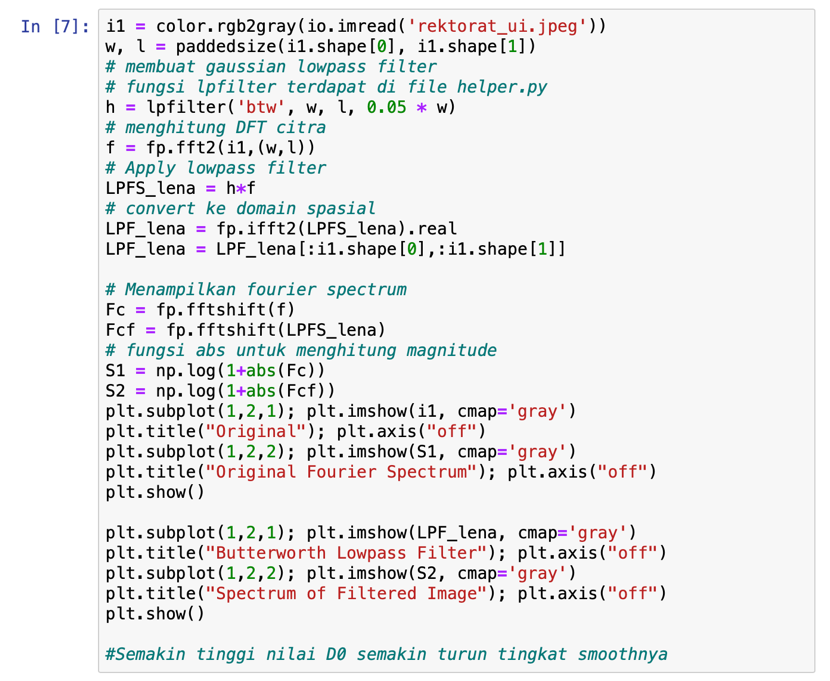 In [7]: i1 = color.rgb2gray(io.imread('rektorat_ui.jpeg'))
w, l = paddedsize(i1.shape[0], i1.shape[1])
# membuat gaussian lowpass filter
# fungsi lpfilter terdapat di file helper.py
h = lpfilter('btw', w, l, 0.05 * w)
# menghitung DFT citra
f = fp.fft2(i1,(w,l))
# Apply lowpass filter
LPFS_lena = h*f
# convert ke domain spasial
LPF_lena = fp.ifft2(LPFS_lena).real
LPF_lena = LPF_lena[:i1.shape[0],:i1.shape[1]]

# Menampilkan fourier spectrum
Fc = fp.fftshift(f)
Fcf = fp.fftshift(LPFS_lena)
# fungsi abs untuk menghitung magnitude
S1 = np.log(1+abs(Fc))
S2 = np.log(1+abs(Fcf))
plt.subplot(1,2,1); plt.imshow(i1, cmap='gray')
plt.title("Original"); plt.axis("off")
plt.subplot(1,2,2); plt.imshow(S1, cmap='gray')
plt.title("Original Fourier Spectrum"); plt.axis("off")
plt.show()

plt.subplot(1,2,1); plt.imshow(LPF_lena, cmap='gray')
plt.title("Butterworth Lowpass Filter"); plt.axis("off")
plt.subplot(1,2,2); plt.imshow(S2, cmap='gray')
plt.title("Spectrum of Filtered Image"); plt.axis("off")
plt.show()

#Semakin tinggi nilai D0 semakin turun tingkat smoothnya